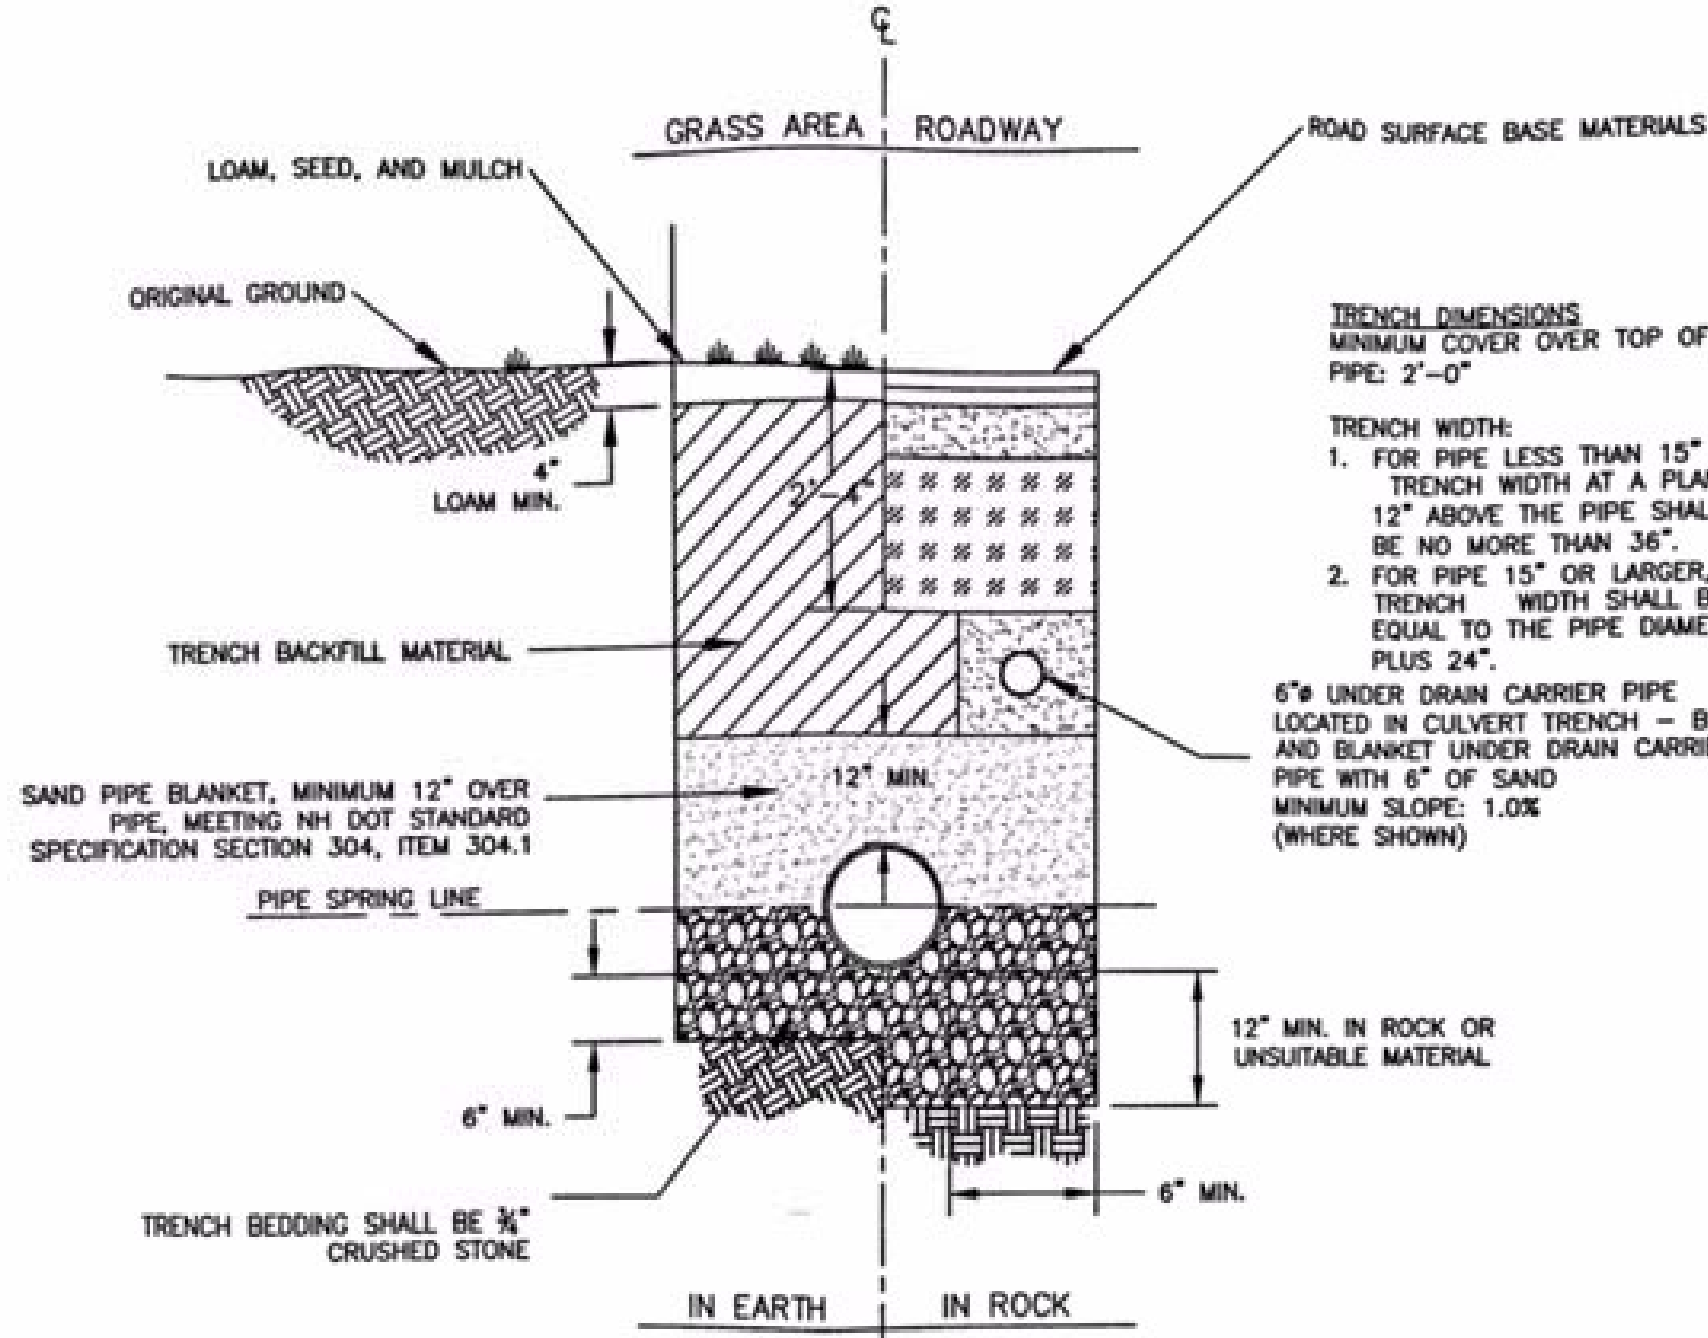 ℄
GRASS AREA
ROADWAY
ROAD SURFACE BASE MATERIALS
LOAM, SEED, AND MULCH
ORIGINAL GROUND
4"
LOAM MIN.
2'-4"
TRENCH DIMENSIONS
MINIMUM COVER OVER TOP OF
PIPE: 2'-0"
TRENCH WIDTH:
1. FOR PIPE LESS THAN 15"
TRENCH WIDTH AT A
12" ABOVE THE PIPE
BE NO MORE THAN 36".
2. FOR PIPE 15" OR LARGER,
TRENCH WIDTH SHALL
EQUAL TO THE PIPE
PLUS 24".
TRENCH BACKFILL MATERIAL
6"ø UNDER DRAIN CARRIER PIPE
LOCATED IN CULVERT TRENCH –
AND BLANKET UNDER DRAIN
PIPE WITH 6" OF SAND
MINIMUM SLOPE: 1.0%
(WHERE SHOWN)
12" MIN.
SAND PIPE BLANKET, MINIMUM 12" OVER
PIPE, MEETING NH DOT STANDARD
SPECIFICATION SECTION 304, ITEM 304.1
PIPE SPRING LINE
12" MIN. IN ROCK OR
UNSUITABLE MATERIAL
6" MIN.
6" MIN.
TRENCH BEDDING SHALL BE ¾"
CRUSHED STONE
IN EARTH
IN ROCK